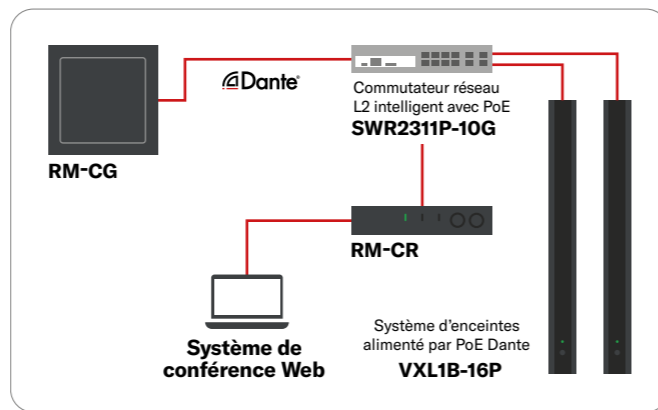 RM-CG
Dante
Commutateur réseau
L2 intelligent avec PoE
SWR2311P-10G
RM-CR
Système de
conférence Web
Système d'enceintes
alimenté par PoE Dante
VXL1B-16P